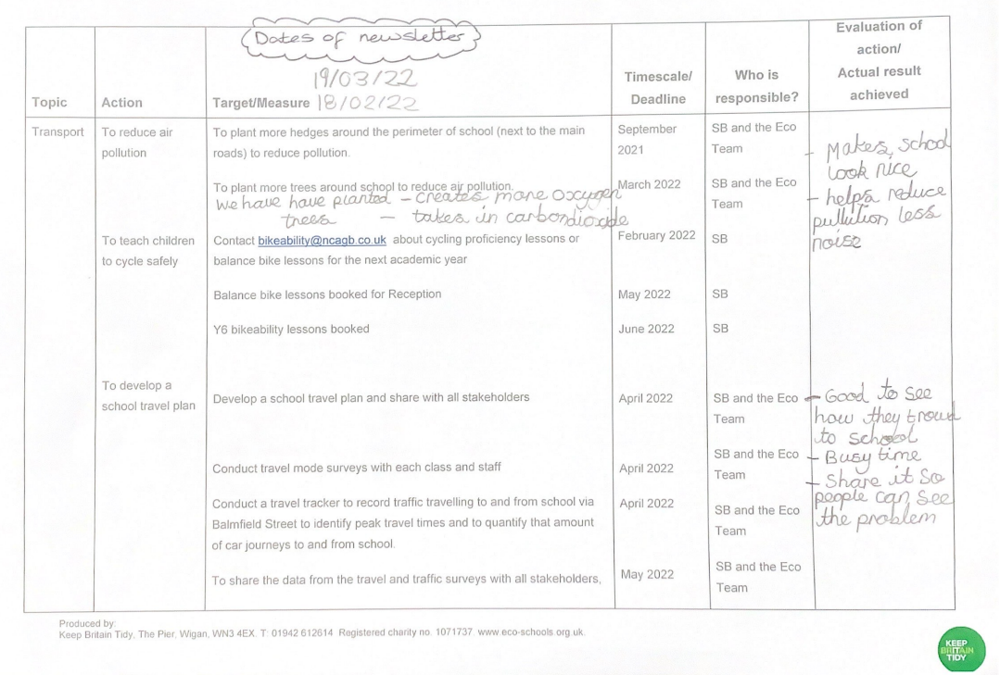 Dates of newsletter
19/03/22
18/02/22
Topic
Action
Target/Measure
Timescale/
Deadline
Who is
responsible?
Evaluation of
action/
Actual result
achieved
Transport
To reduce air
pollution
To plant more hedges around the perimeter of school (next to the main
roads) to reduce pollution.
September
2021
SB and the Eco
Team
- Makes school
look nice
- helps reduce
pullution less
noise
To plant more trees around school to reduce air pollution.
we have have planted - creates more oxygen
trees - takes in carbondioxide
March 2022
SB and the Eco
Team
To teach children
to cycle safely
Contact bikeability@ncagb.co.uk about cycling proficiency lessons or
balance bike lessons for the next academic year
February 2022
SB
Balance bike lessons booked for Reception
May 2022
SB
Y6 bikeability lessons booked
June 2022
SB
To develop a
school travel plan
Develop a school travel plan and share with all stakeholders
April 2022
SB and the Eco
Team
- Good to see
how they
to school
- Busy time
- Share it so
people can see
the problem
Conduct travel mode surveys with each class and staff
April 2022
SB and the Eco
Team
Conduct a travel tracker to record traffic travelling to and from school via
Balmfield Street to identify peak travel times and to quantify that amount
of car journeys to and from school.
April 2022
SB and the Eco
Team
To share the data from the travel and traffic surveys with all stakeholders,
May 2022
SB and the Eco
Team
Produced by:
Keep Britain Tidy, The Pier, Wigan, WN3 4EX. T: 01942 612614 Registered charity no. 1071737. www.eco-schools.org.uk.
KEEP
BRITAIN
TIDY